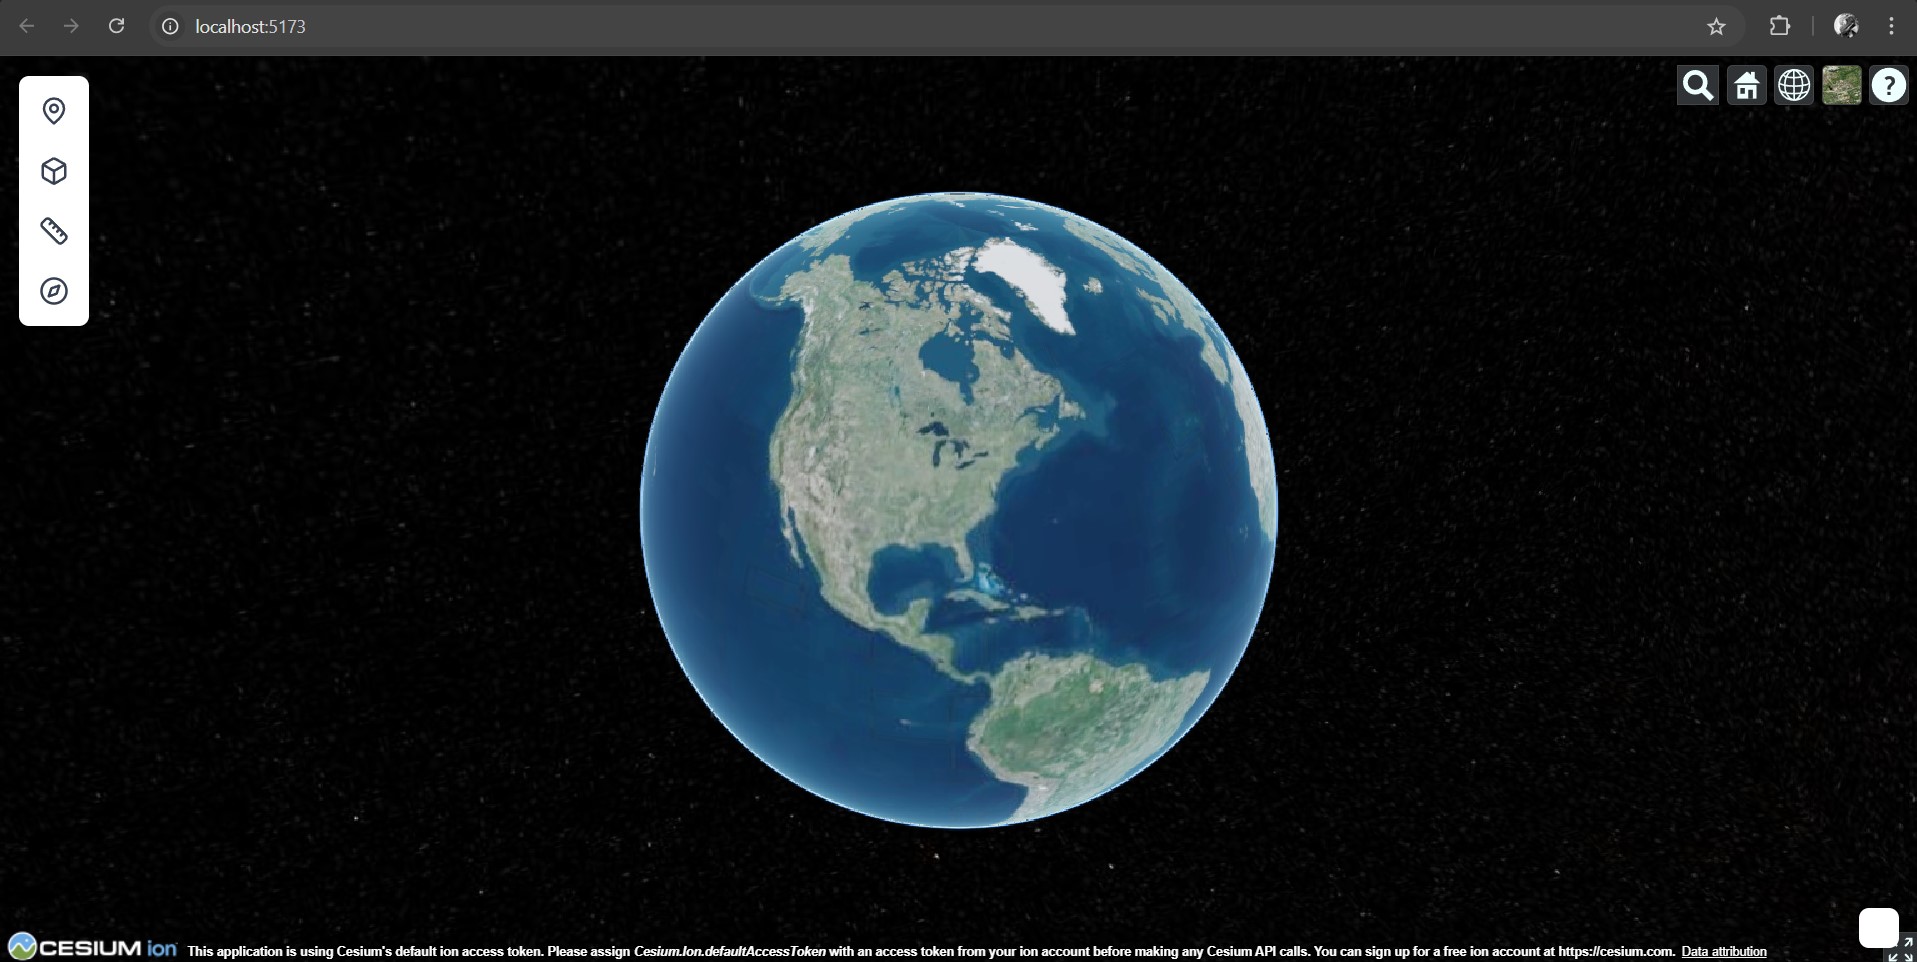 localhost:5173
?
CESIUM ion This application is using Cesium's default ion access token. Please assign Cesium.Ion.defaultAccessToken with an access token from your ion account before making any Cesium API calls. You can sign up for a free ion account at https://cesium.com. Data attribution